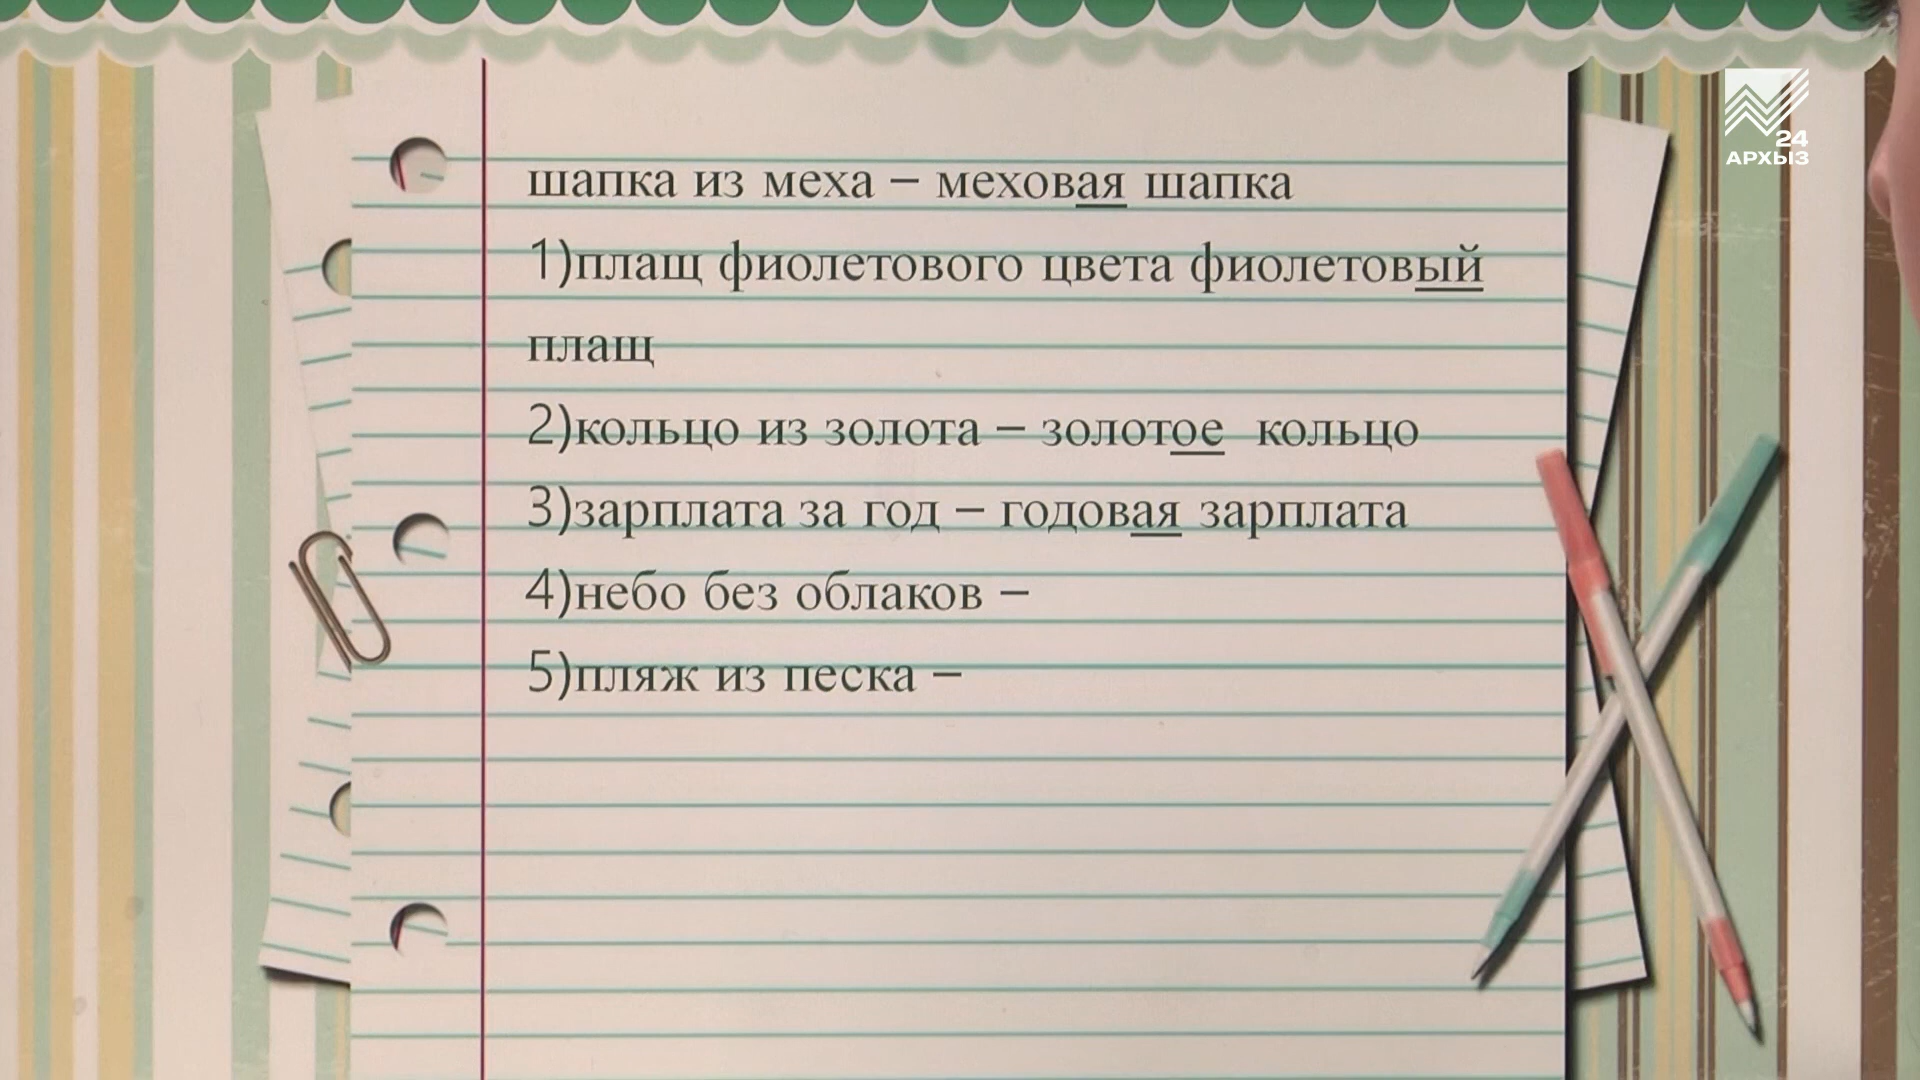 24
АРХЫЗ
шапка из меха – меховая шапка
1)плащ фиолетового цвета фиолетовый
плащ
2)кольцо из золота – золотое кольцо
3)зарплата за год – годовая зарплата
4)небо без облаков –
5)пляж из песка –